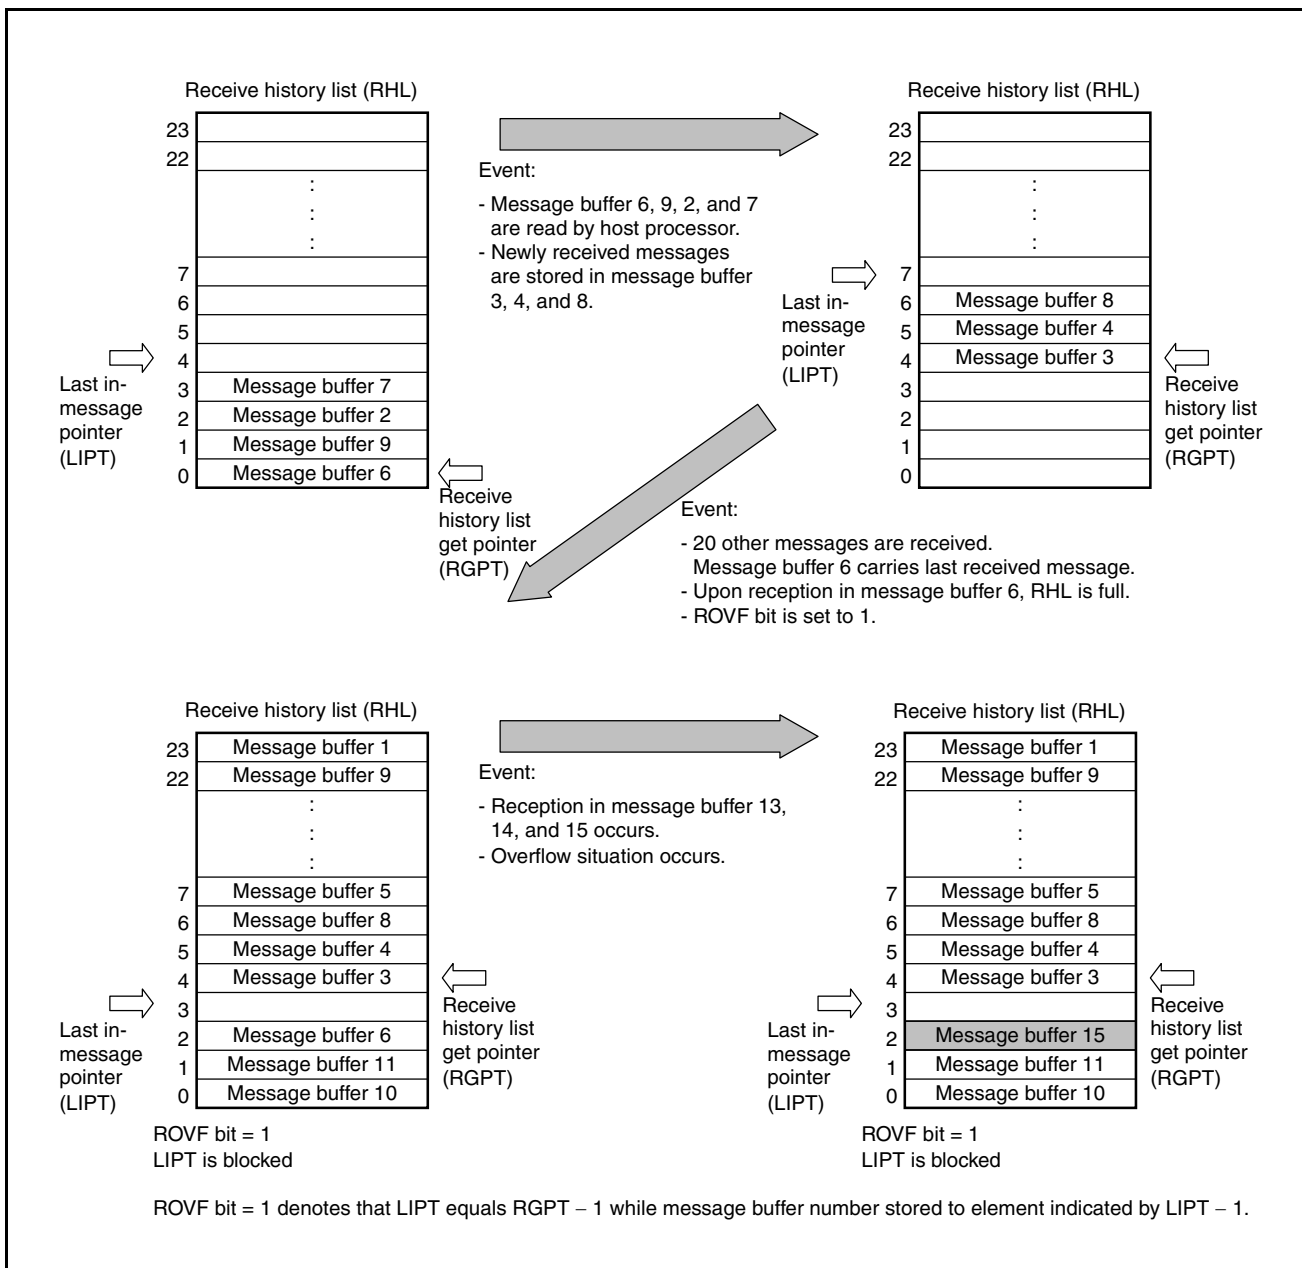 Receive history list (RHL)
23
22
:
:
:
7
6
5
4
3 Message buffer 7
2 Message buffer 2
1 Message buffer 9
0 Message buffer 6
Last in-
message
pointer
(LIPT)
Receive
history list
get pointer
(RGPT)
Event:
- Message buffer 6, 9, 2, and 7
are read by host processor.
- Newly received messages
are stored in message buffer
3, 4, and 8.
Receive history list (RHL)
23
22
:
:
:
7
6 Message buffer 8
5 Message buffer 4
4 Message buffer 3
3
2
1
0
Last in-
message
pointer
(LIPT)
Receive
history list
get pointer
(RGPT)
Event:
- 20 other messages are received.
Message buffer 6 carries last received message.
- Upon reception in message buffer 6, RHL is full.
- ROVF bit is set to 1.
Receive history list (RHL)
23 Message buffer 1
22 Message buffer 9
:
:
:
7 Message buffer 5
6 Message buffer 8
5 Message buffer 4
4 Message buffer 3
3
2 Message buffer 6
1 Message buffer 11
0 Message buffer 10
Last in-
message
pointer
(LIPT)
Receive
history list
get pointer
(RGPT)
ROVF bit = 1
LIPT is blocked
Event:
- Reception in message buffer 13,
14, and 15 occurs.
- Overflow situation occurs.
Receive history list (RHL)
23 Message buffer 1
22 Message buffer 9
:
:
:
7 Message buffer 5
6 Message buffer 8
5 Message buffer 4
4 Message buffer 3
3
2 Message buffer 15
1 Message buffer 11
0 Message buffer 10
Last in-
message
pointer
(LIPT)
Receive
history list
get pointer
(RGPT)
ROVF bit = 1
LIPT is blocked
ROVF bit = 1 denotes that LIPT equals RGPT − 1 while message buffer number stored to element indicated by LIPT − 1.